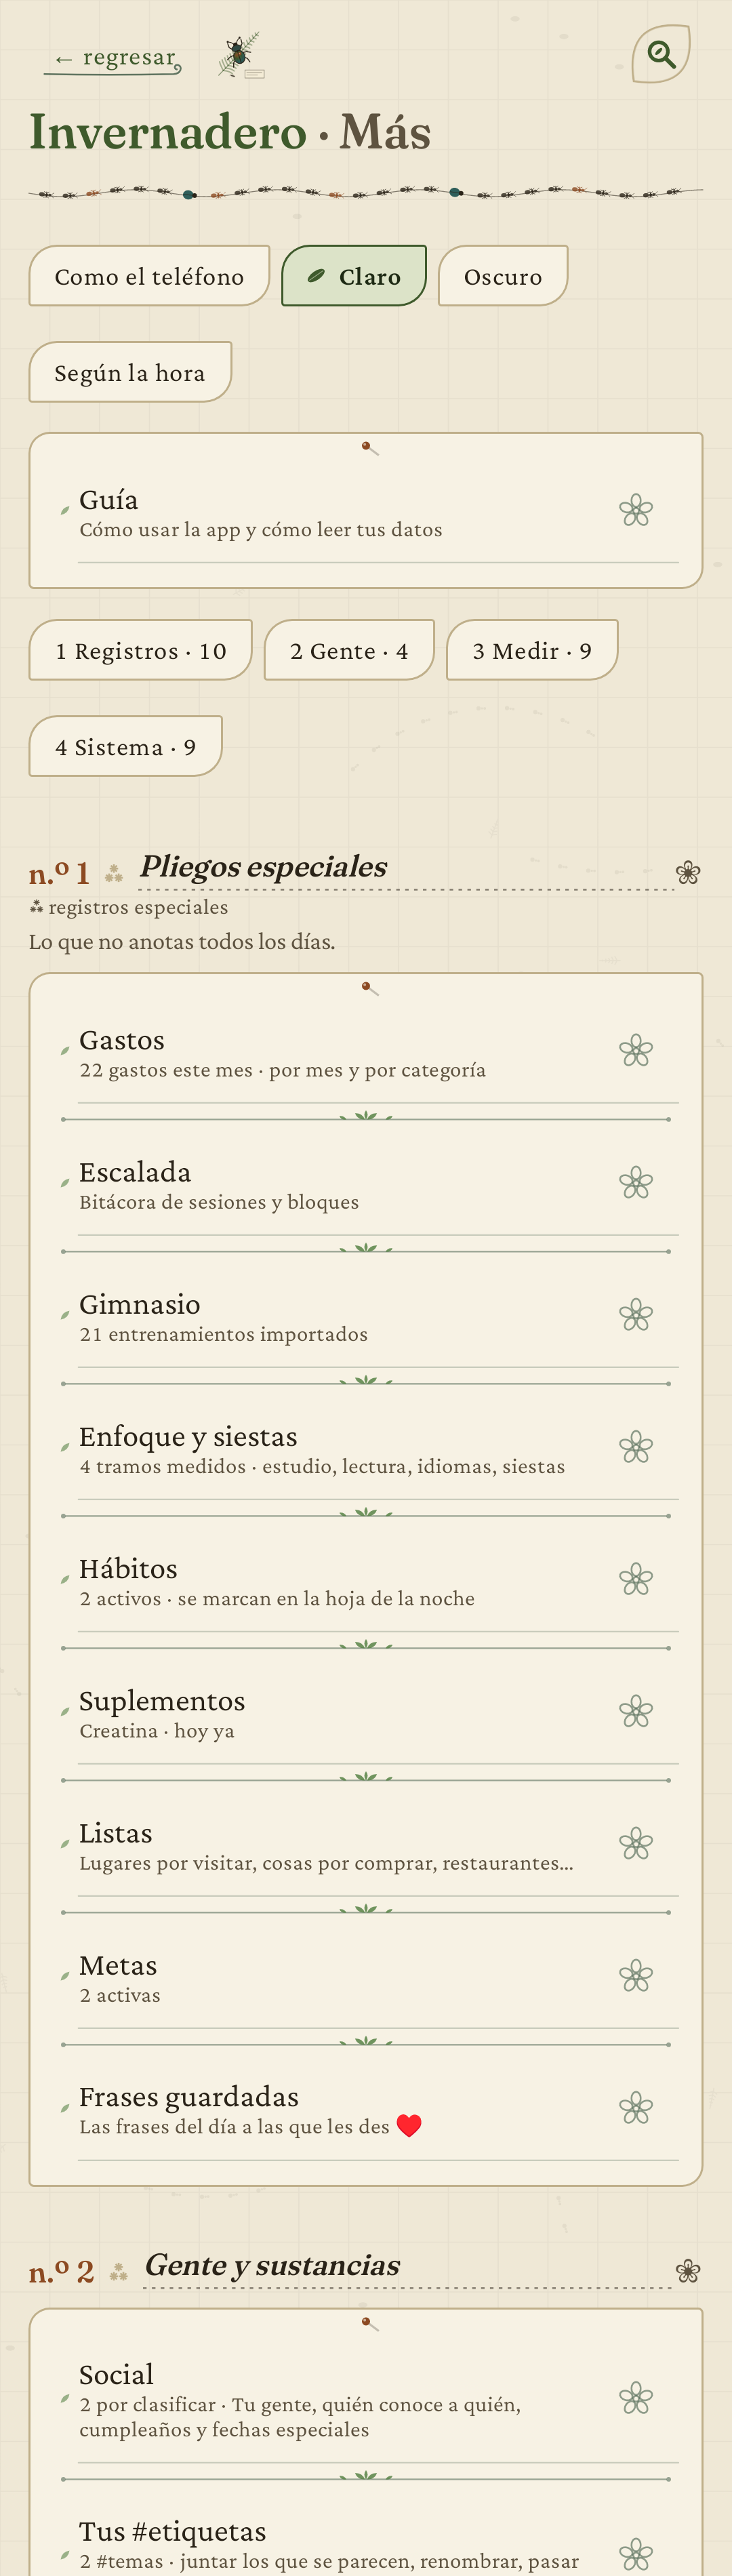 ← regresar
Invernadero · Más
Como el teléfono
Claro
Oscuro
Según la hora
Guía
Cómo usar la app y cómo leer tus datos
1 Registros · 10
2 Gente · 4
3 Medir · 9
4 Sistema · 9
n.º 1 Pliegos especiales
registros especiales
Lo que no anotas todos los días.
Gastos
22 gastos este mes · por mes y por categoría
Escalada
Bitácora de sesiones y bloques
Gimnasio
21 entrenamientos importados
Enfoque y siestas
4 tramos medidos · estudio, lectura, idiomas, siestas
Hábitos
2 activos · se marcan en la hoja de la noche
Suplementos
Creatina · hoy ya
Listas
Lugares por visitar, cosas por comprar, restaurantes…
Metas
2 activas
Frases guardadas
Las frases del día a las que les des ❤️
n.º 2 Gente y sustancias
Social
2 por clasificar · Tu gente, quién conoce a quién,
cumpleaños y fechas especiales
Tus #etiquetas
2 #temas · juntar los que se parecen, renombrar, pasar